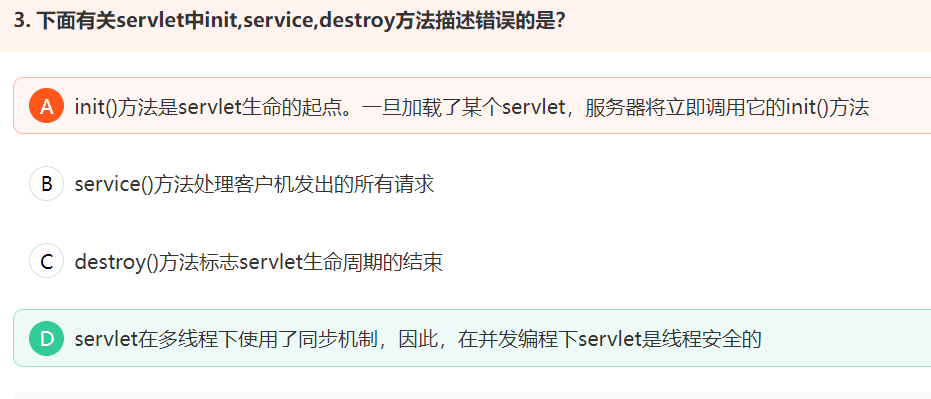 3. 下面有关servlet中init,service,destroy方法描述错误的是?
A init()方法是servlet生命的起点。一旦加载了某个servlet，服务器将立即调用它的init()方法
B service()方法处理客户机发出的所有请求
C destroy()方法标志servlet生命周期的结束
D servlet在多线程下使用了同步机制，因此，在并发编程下servlet是线程安全的